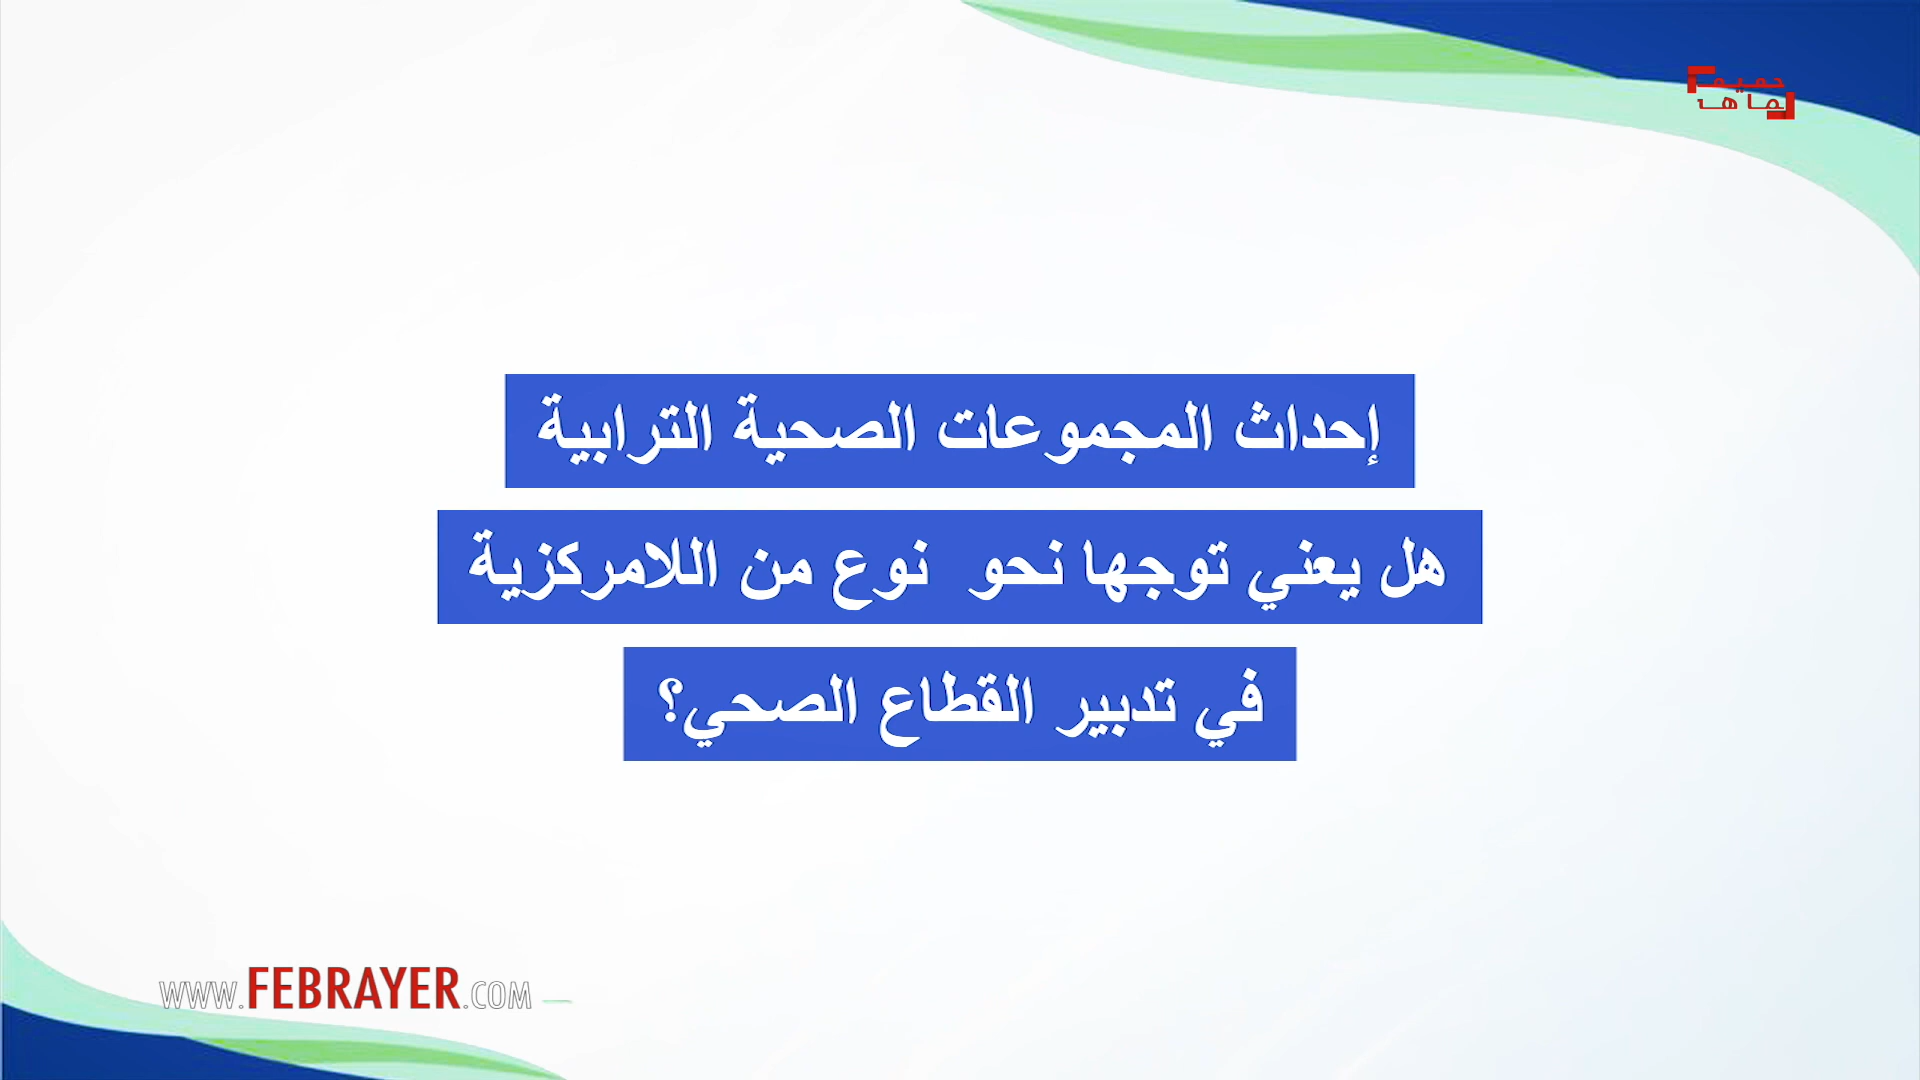 إحداث المجموعات الصحية الترابية
هل يعني توجها نحو نوع من اللامركزية
في تدبير القطاع الصحي؟
WWW.FEBRAYER.COM